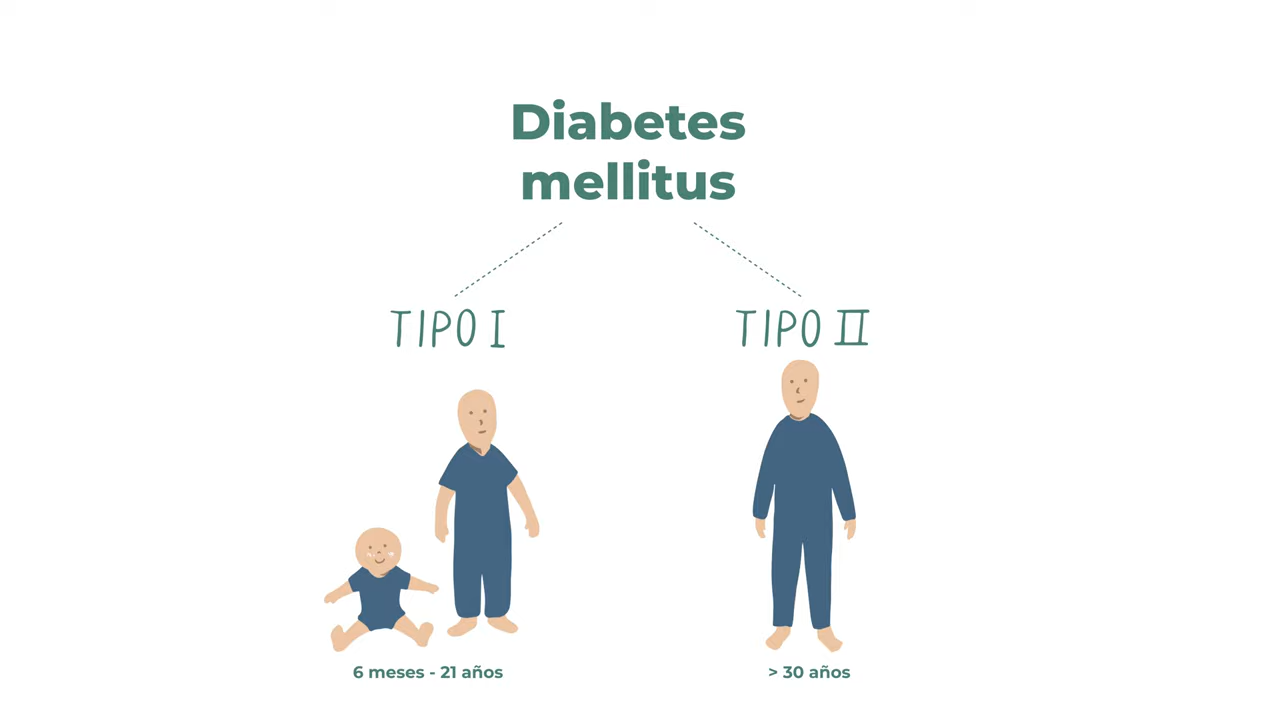 Diabetes
mellitus
TIPO I
TIPO II
6 meses - 21 años
> 30 años